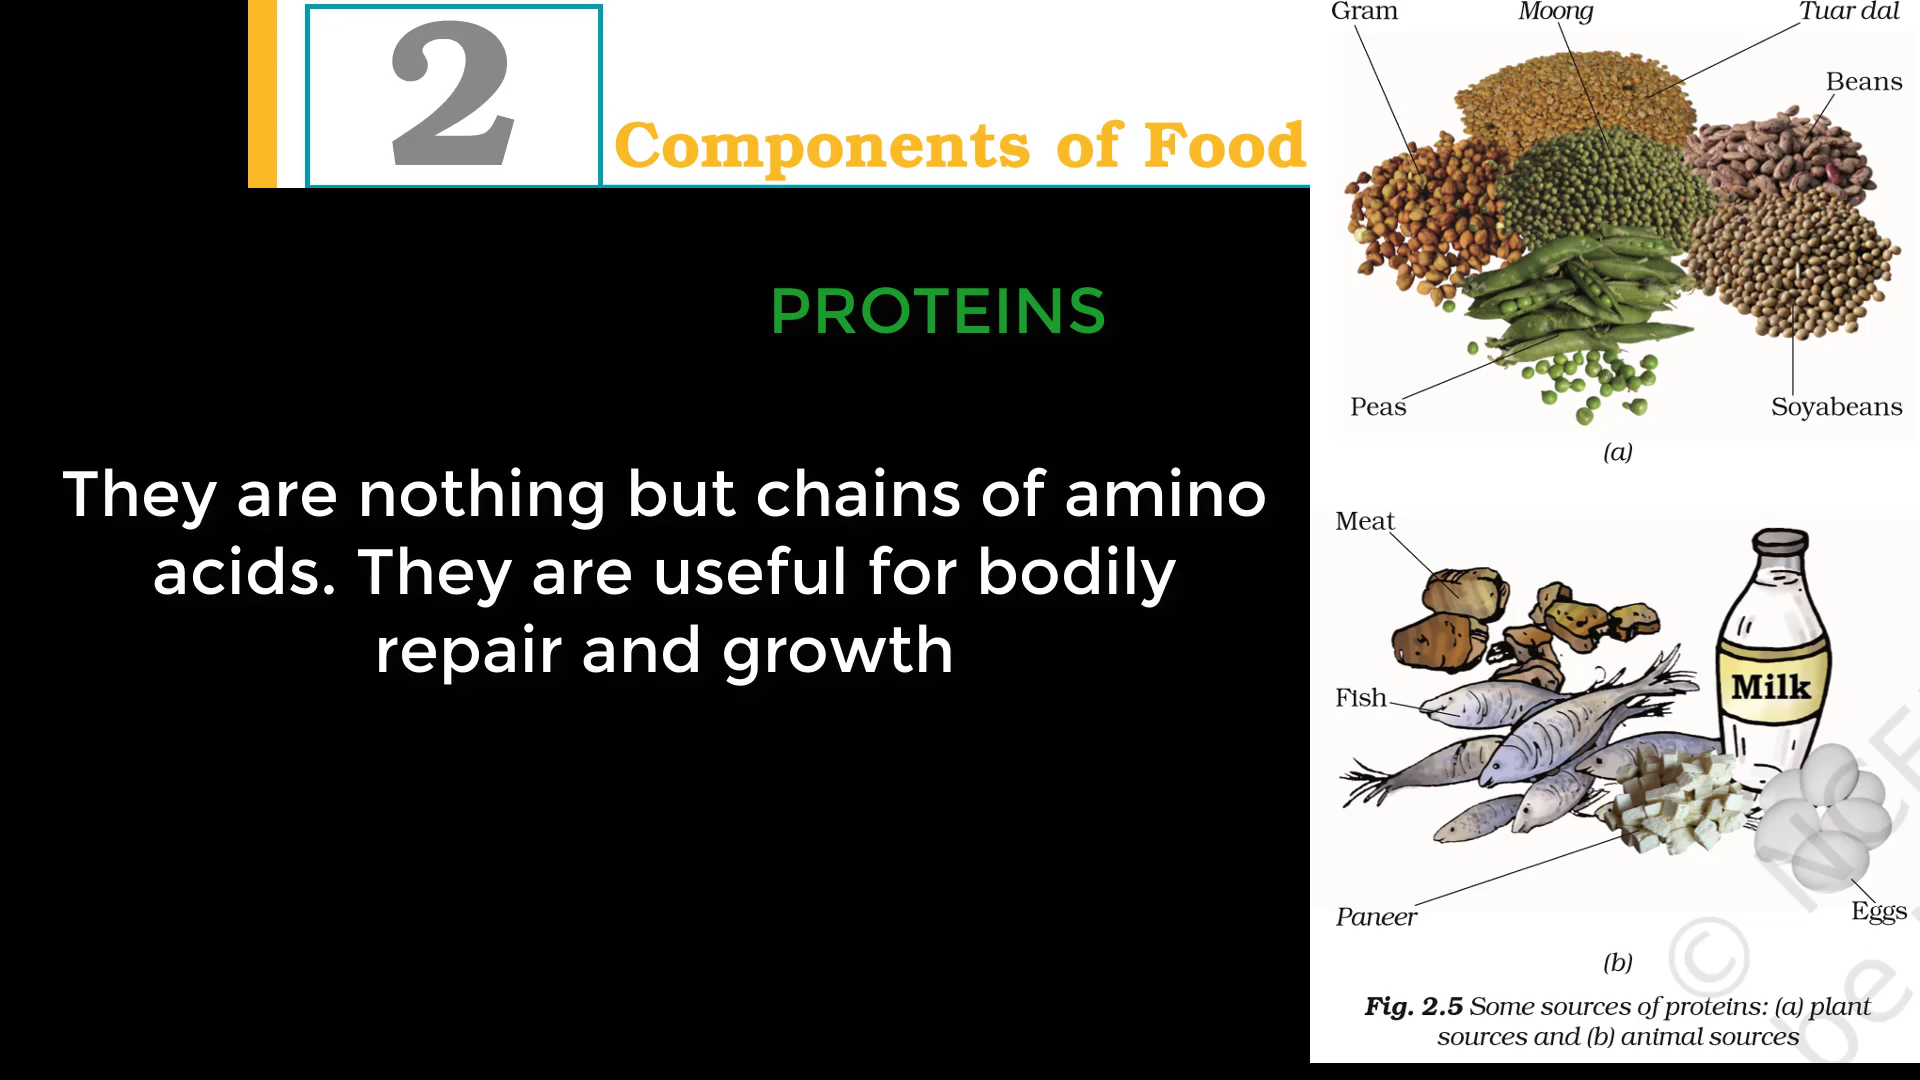 2
Components of Food
PROTEINS
They are nothing but chains of amino
acids. They are useful for bodily
repair and growth
Gram
Moong
Tuar dal
Beans
Peas
Soyabeans
(a)
Meat
Milk
Fish
Paneer
Eggs
(b)
Fig. 2.5 Some sources of proteins: (a) plant
sources and (b) animal sources
© NCE
be